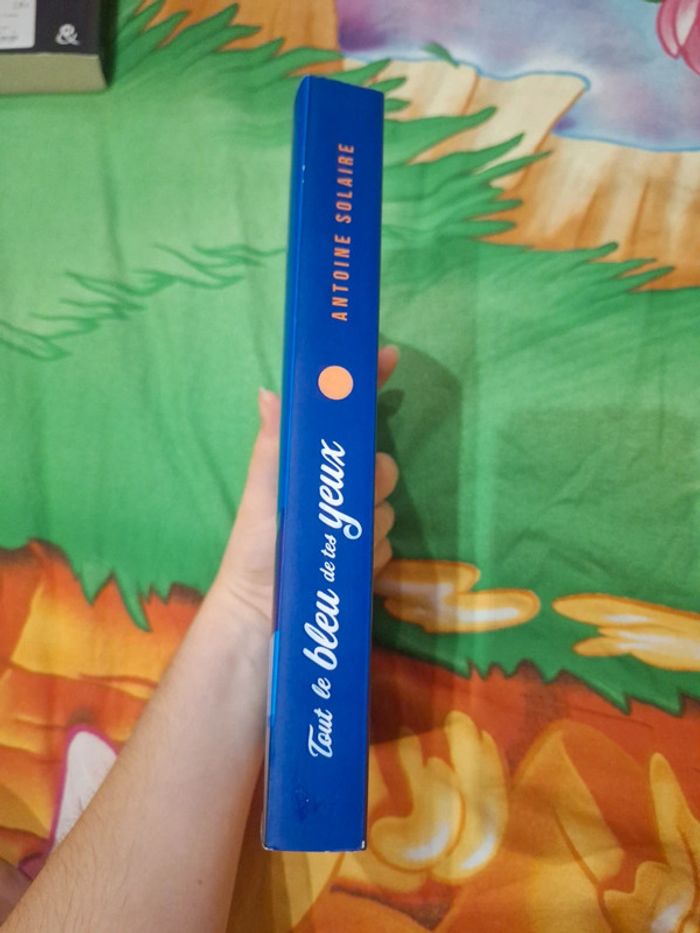 ANTOINE SOLAIRE
Tout le bleu de tes yeux
&